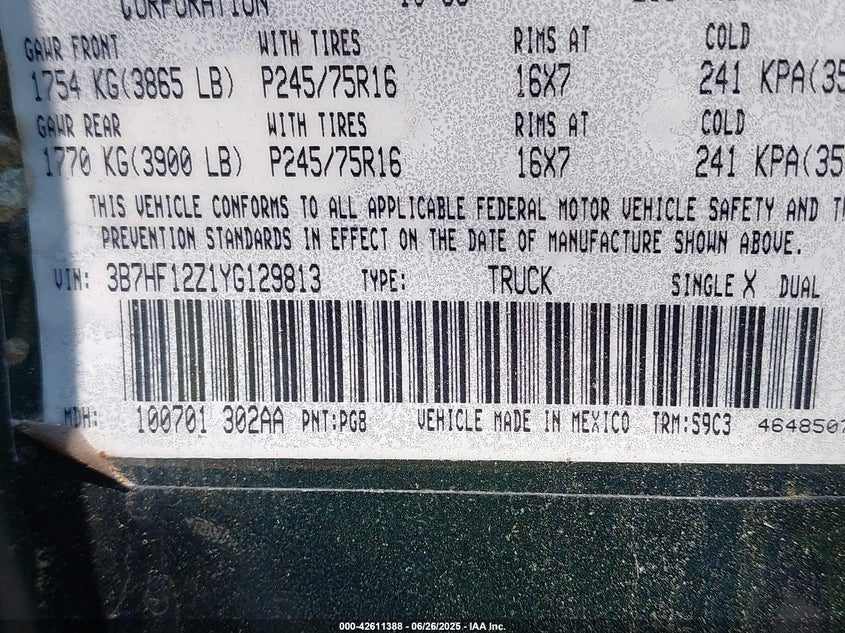 CORPORATION
GAWR FRONT WITH TIRES RIMS AT COLD
1754 KG(3865 LB) P245/75R16 16X7 241 KPA(35
GAWR REAR WITH TIRES RIMS AT COLD
1770 KG(3900 LB) P245/75R16 16X7 241 KPA(35
THIS VEHICLE CONFORMS TO ALL APPLICABLE FEDERAL MOTOR VEHICLE SAFETY AND
PREVENTION STANDARDS IN EFFECT ON THE DATE OF MANUFACTURE SHOWN ABOVE.
VIN: 3B7HF12Z1YG129813 TYPE: TRUCK SINGLE X DUAL
MDH: 100701 302AA PNT:PG8 VEHICLE MADE IN MEXICO TRM:S9C3 4648507
000-42611388 - 06/26/2025 - IAA Inc.